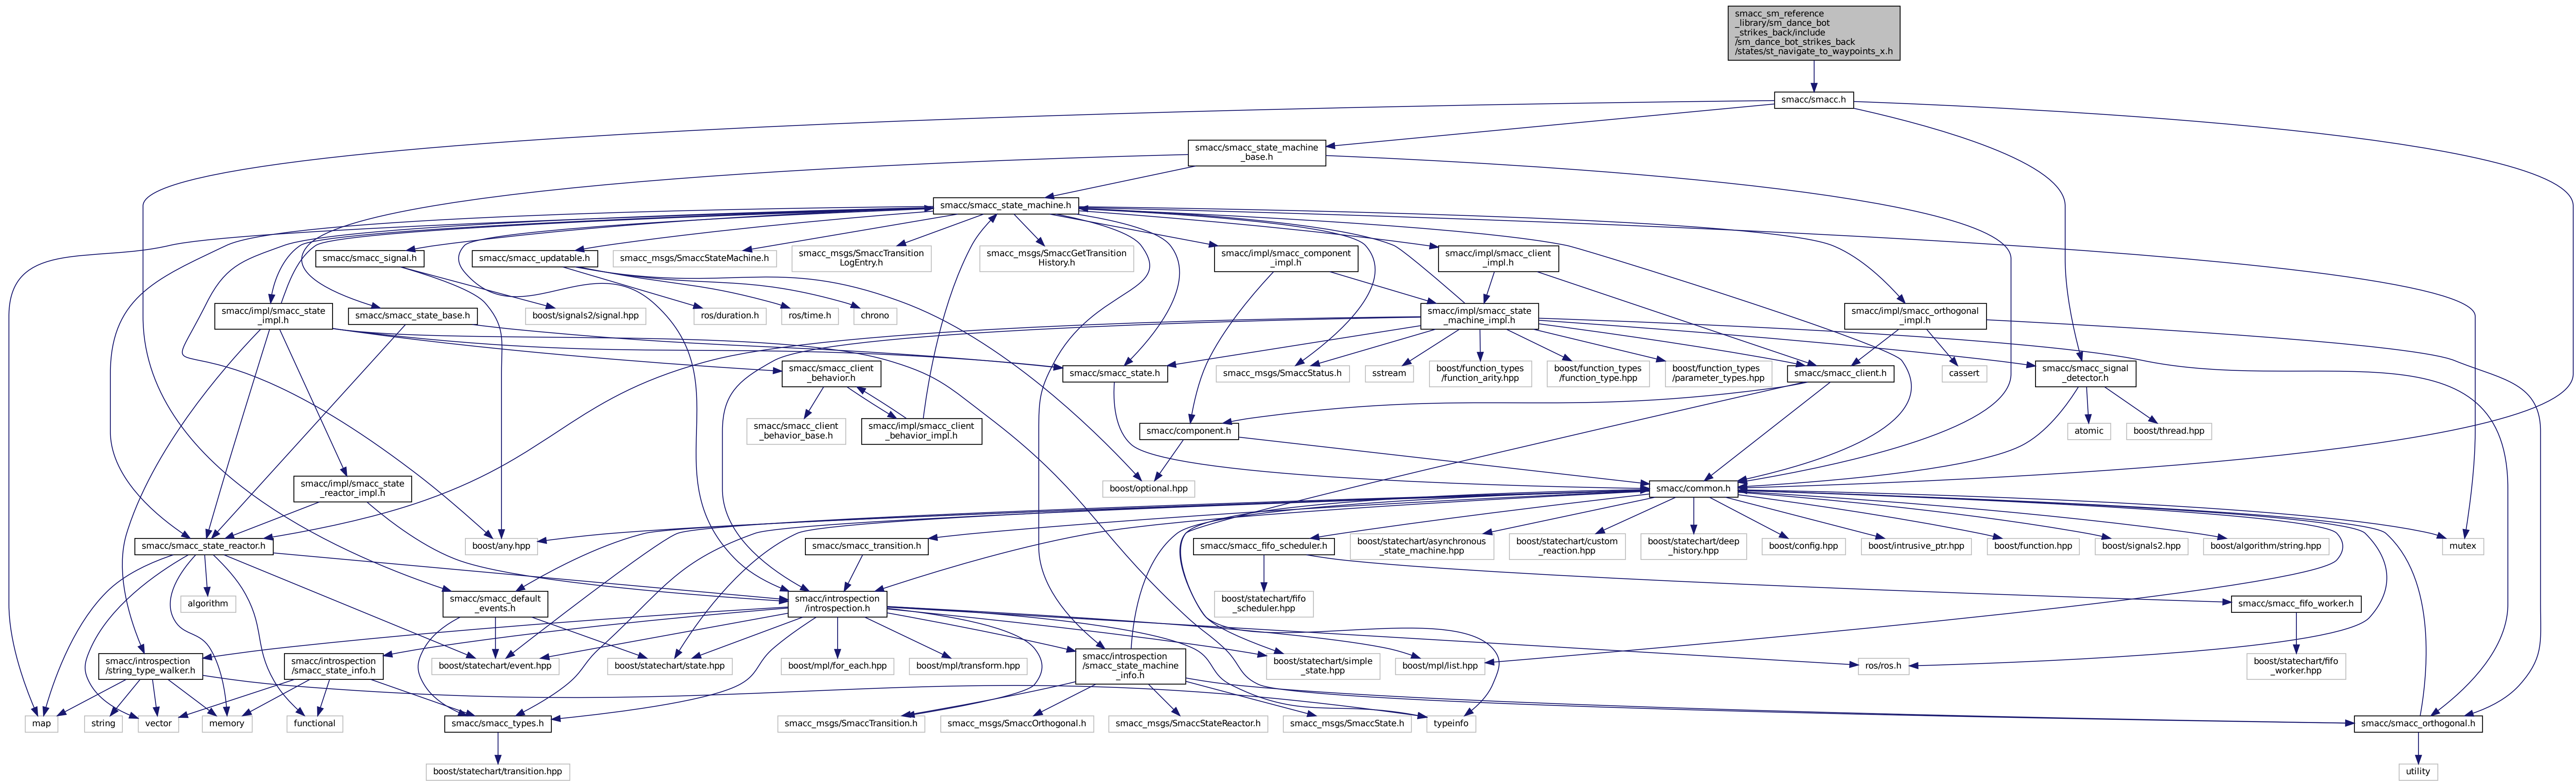 smacc_sm_reference
_library/sm_dance_bot
_strikes_back/include
/sm_dance_bot_strikes_back
/states/st_navigate_to_waypoints_x.h
smacc/smacc.h
smacc/smacc_state_machine
_base.h
smacc/smacc_state_machine.h
smacc/smacc_signal.h
smacc/smacc_updatable.h
smacc_msgs/SmaccStateMachine.h
smacc_msgs/SmaccTransition
LogEntry.h
smacc_msgs/SmaccGetTransition
History.h
smacc/impl/smacc_component
_impl.h
smacc/impl/smacc_client
_impl.h
smacc/impl/smacc_state
_impl.h
smacc/smacc_state_base.h
boost/signals2/signal.hpp
ros/duration.h
ros/time.h
chrono
smacc/impl/smacc_state
_machine_impl.h
smacc/impl/smacc_orthogonal
_impl.h
smacc/smacc_client
_behavior.h
smacc/smacc_state.h
smacc_msgs/SmaccStatus.h
sstream
boost/function_types
/function_arity.hpp
boost/function_types
/function_type.hpp
boost/function_types
/parameter_types.hpp
smacc/smacc_client.h
cassert
smacc/smacc_signal
_detector.h
smacc/smacc_client
_behavior_base.h
smacc/impl/smacc_client
_behavior_impl.h
smacc/component.h
atomic
boost/thread.hpp
smacc/impl/smacc_state
_reactor_impl.h
boost/optional.hpp
smacc/common.h
smacc/smacc_state_reactor.h
boost/any.hpp
smacc/smacc_transition.h
smacc/smacc_fifo_scheduler.h
boost/statechart/asynchronous
_state_machine.hpp
boost/statechart/custom
_reaction.hpp
boost/statechart/deep
_history.hpp
boost/config.hpp
boost/intrusive_ptr.hpp
boost/function.hpp
boost/signals2.hpp
boost/algorithm/string.hpp
mutex
algorithm
smacc/smacc_default
_events.h
smacc/introspection
/introspection.h
boost/statechart/fifo
_scheduler.hpp
smacc/smacc_fifo_worker.h
smacc/introspection
/string_type_walker.h
smacc/introspection
/smacc_state_info.h
boost/statechart/event.hpp
boost/statechart/state.hpp
boost/mpl/for_each.hpp
boost/mpl/transform.hpp
smacc/introspection
/smacc_state_machine
_info.h
boost/statechart/simple
_state.hpp
boost/mpl/list.hpp
ros/ros.h
boost/statechart/fifo
_worker.hpp
map
string
vector
memory
functional
smacc/smacc_types.h
smacc_msgs/SmaccTransition.h
smacc_msgs/SmaccOrthogonal.h
smacc_msgs/SmaccStateReactor.h
smacc_msgs/SmaccState.h
typeinfo
smacc/smacc_orthogonal.h
boost/statechart/transition.hpp
utility